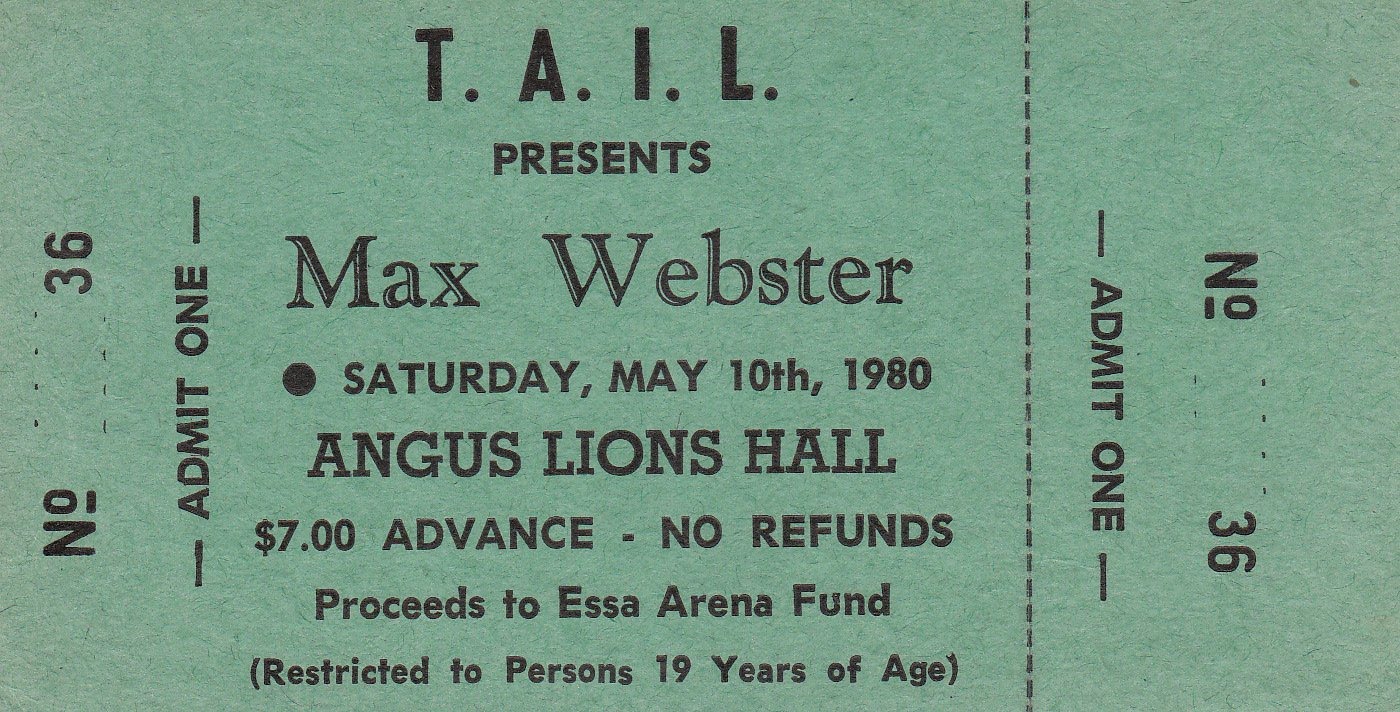 T. A. I. L.
PRESENTS
Max Webster
● SATURDAY, MAY 10th, 1980
ANGUS LIONS HALL
$7.00 ADVANCE - NO REFUNDS
Proceeds to Essa Arena Fund
(Restricted to Persons 19 Years of Age)
Nº 36
— ADMIT ONE —
— ADMIT ONE —
Nº 36